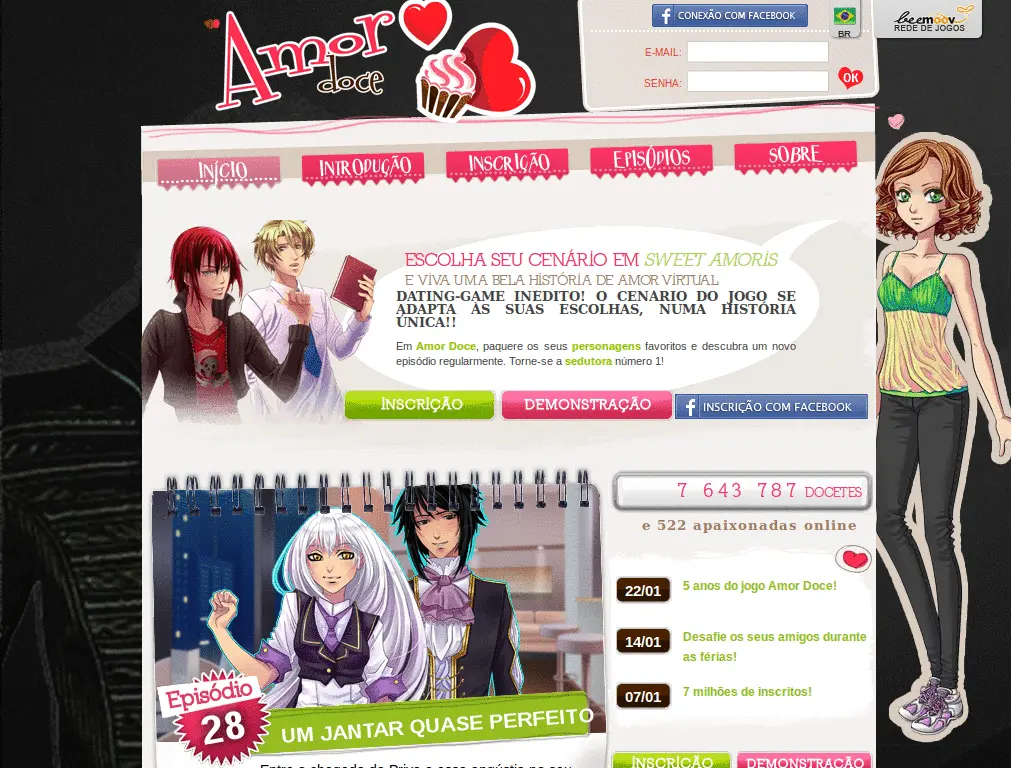 Amor
doce
CONEXÃO COM FACEBOOK
BR
beemoov
REDE DE JOGOS
E-MAIL:
SENHA:
OK
INÍCIO
INTRODUÇÃO
INSCRIÇÃO
EPISÓDIOS
SOBRE
ESCOLHA SEU CENÁRIO EM SWEET AMORIS
E VIVA UMA BELA HISTÓRIA DE AMOR VIRTUAL
DATING-GAME INEDITO! O CENARIO DO JOGO SE
ADAPTA ÀS SUAS ESCOLHAS, NUMA HISTÓRIA
ÚNICA!!
Em Amor Doce, paquere os seus personagens favoritos e descubra um novo
episódio regularmente. Torne-se a sedutora número 1!
INSCRIÇÃO
DEMONSTRAÇÃO
INSCRIÇÃO COM FACEBOOK
7 643 787 DOCETES
e 522 apaixonadas online
22/01
5 anos do jogo Amor Doce!
14/01
Desafie os seus amigos durante
as férias!
07/01
7 milhões de inscritos!
Episódio
28
UM JANTAR QUASE PERFEITO
INSCRIÇÃO
DEMONSTRAÇÃO